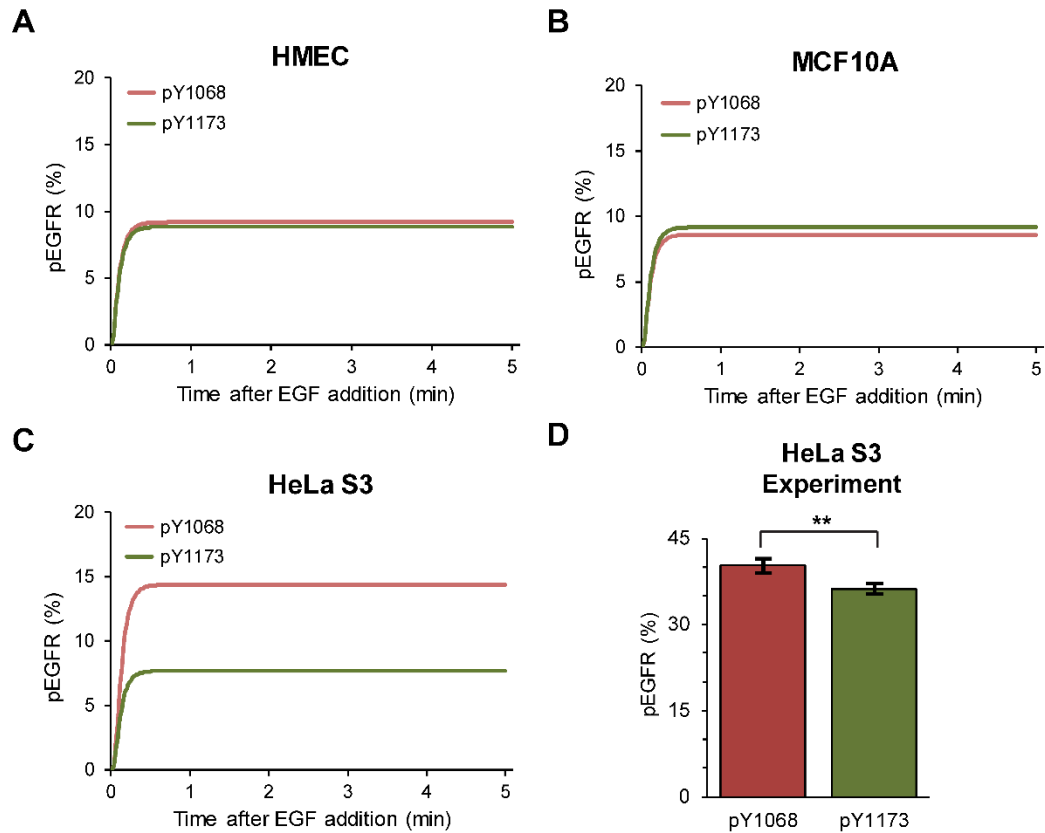 A
HMEC
pY1068
pY1173
20
15
10
5
0
pEGFR (%)
0 1 2 3 4 5
Time after EGF addition (min)
B
MCF10A
pY1068
pY1173
20
15
10
5
0
pEGFR (%)
0 1 2 3 4 5
Time after EGF addition (min)
C
HeLa S3
pY1068
pY1173
20
15
10
5
0
pEGFR (%)
0 1 2 3 4 5
Time after EGF addition (min)
D
HeLa S3
Experiment
**
45
30
15
0
pEGFR (%)
pY1068 pY1173